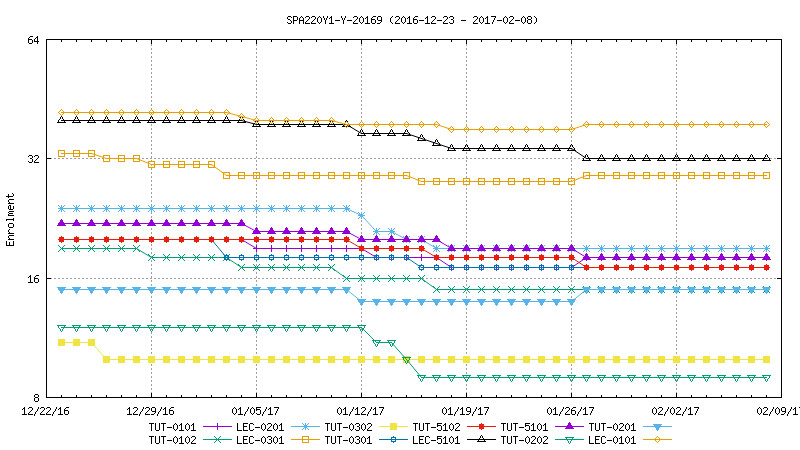 SPA220Y1-Y-20169 (2016-12-23 - 2017-02-08)
64
32
16
8
Enrolment
12/22/16 12/29/16 01/05/17 01/12/17 01/19/17 01/26/17 02/02/17 02/09/17
TUT-0101 LEC-0201 TUT-0302 TUT-5102 TUT-5101 TUT-0201
TUT-0102 LEC-0301 TUT-0301 LEC-5101 TUT-0202 LEC-0101